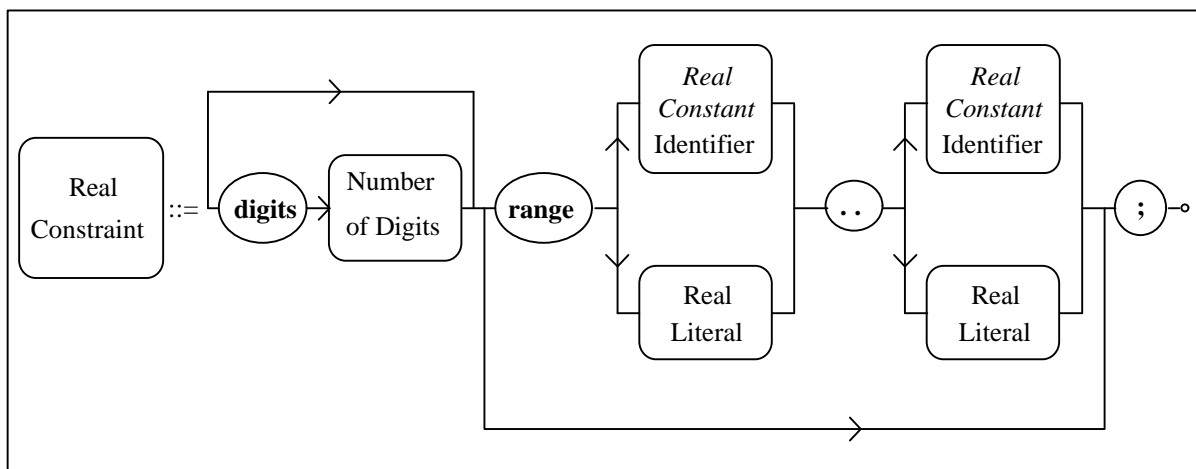 Real
Constraint
::=
digits
Number
of Digits
range
Real
Constant
Identifier
Real
Literal
. .
Real
Constant
Identifier
Real
Literal
;